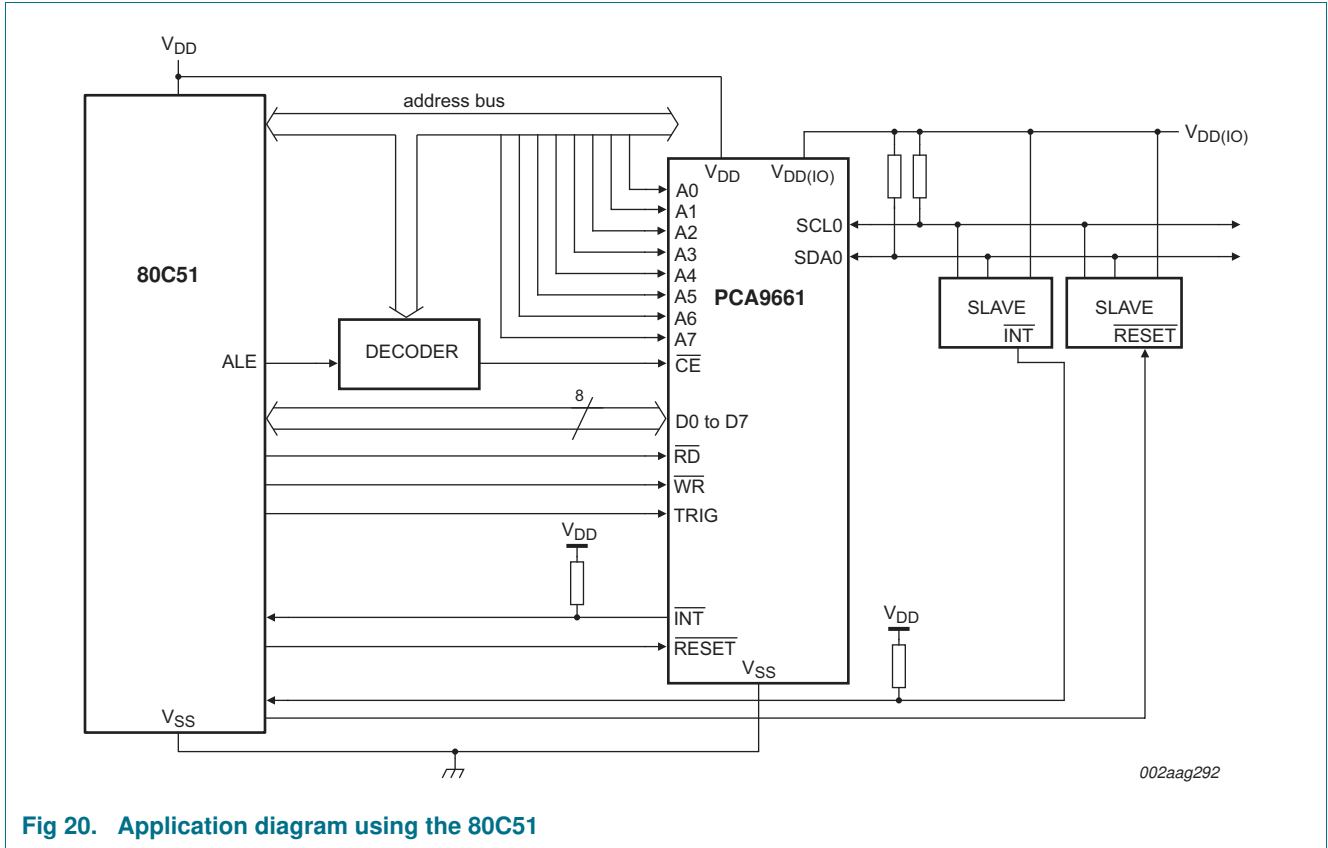 VDD
address bus
VDD(IO)
VDD
VDD(IO)
A0
A1
A2
A3
A4
A5
A6
A7
SCL0
SDA0
80C51
PCA9661
SLAVE
INT
SLAVE
RESET
DECODER
ALE
CE
8
D0 to D7
RD
WR
TRIG
VDD
INT
VDD
RESET
VSS
VSS
002aag292
Fig 20. Application diagram using the 80C51